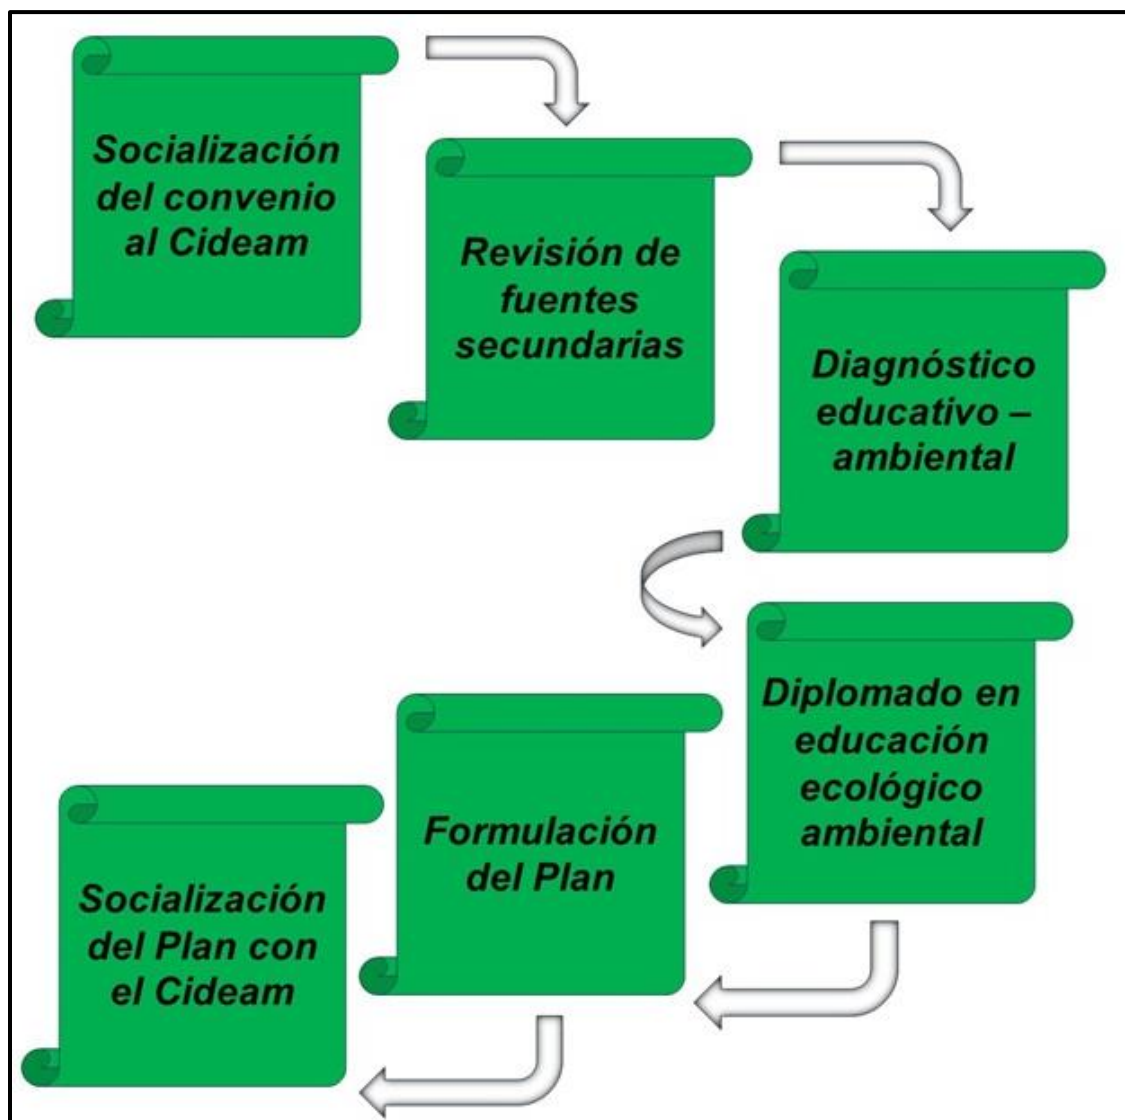 Socialización
del convenio
al Cideam
Revisión de
fuentes
secundarias
Diagnóstico
educativo –
ambiental
Diplomado en
educación
ecológico
ambiental
Formulación
del Plan
Socialización
del Plan con
el Cideam